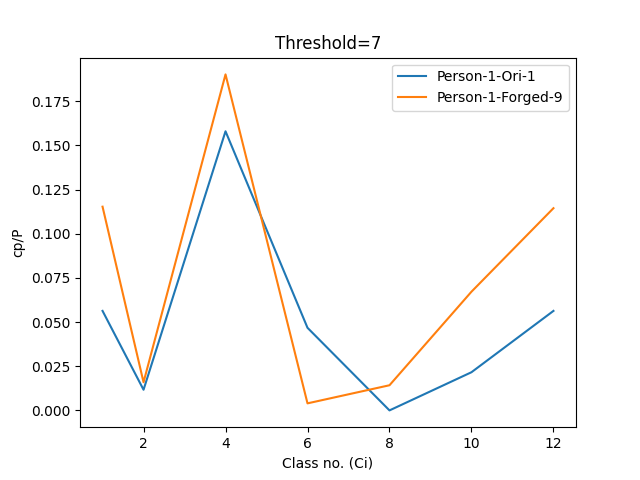 Threshold=7
Person-1-Ori-1
Person-1-Forged-9
cp/P
0.175
0.150
0.125
0.100
0.075
0.050
0.025
0.000
2 4 6 8 10 12
Class no. (Ci)